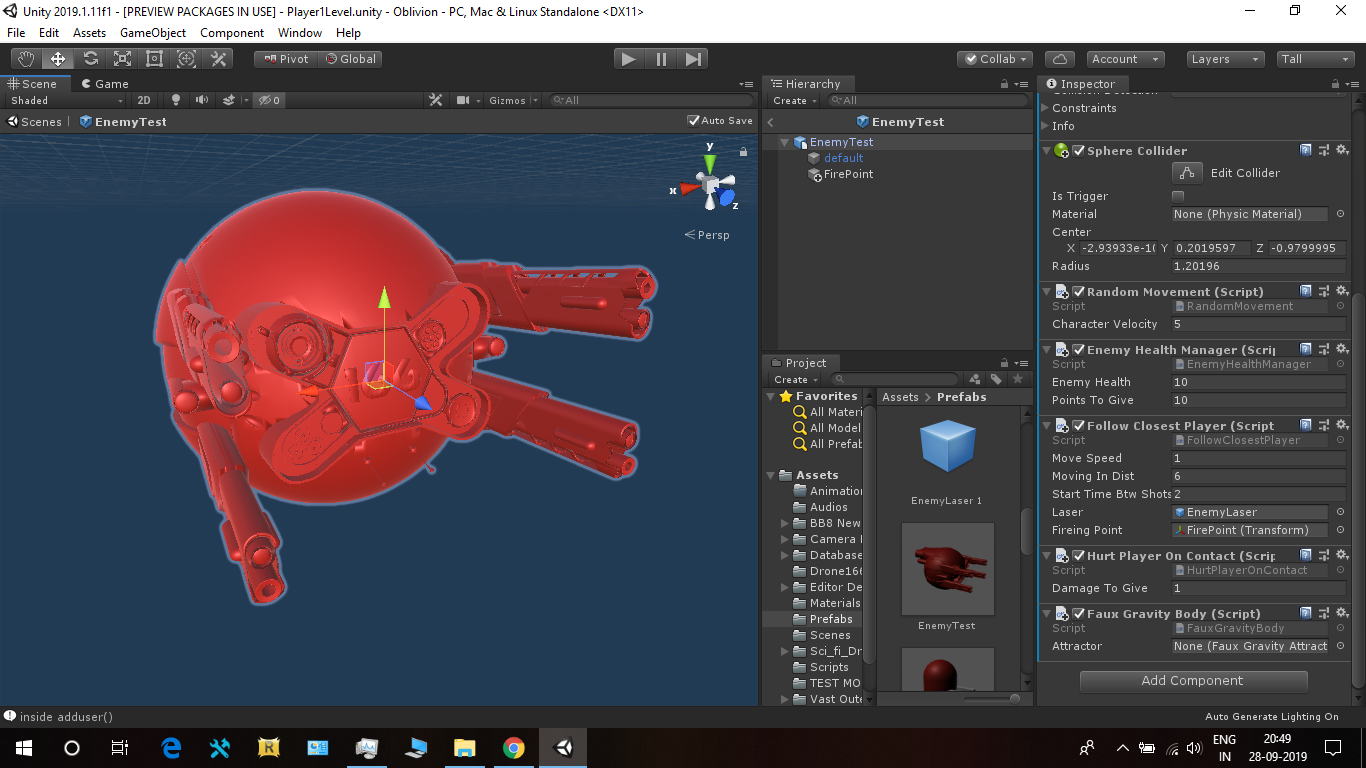 Unity 2019.1.11f1 - [PREVIEW PACKAGES IN USE] - Player1Level.unity - Oblivion - PC, Mac & Linux Standalone <DX11>
File Edit Assets GameObject Component Window Help
Pivot Global Collab Account Layers Tall
Scene Game
Shaded 2D 0 Gizmos All
Scenes EnemyTest Auto Save
y
x
z
Persp
Hierarchy
Create All
EnemyTest
EnemyTest
default
FirePoint
Project
Create
Favorites
All Materi
All Model
All Prefab
Assets
Animation
Audios
BB8 New
Camera
Database
Drone166
Editor De
Materials
Prefabs
Scenes
Sci_fi_Dr
Scripts
TEST MO
Vast Oute
Assets > Prefabs
EnemyLaser 1
EnemyTest
Inspector
Constraints
Info
Sphere Collider
Edit Collider
Is Trigger
Material None (Physic Material)
Center
X -2.93933e-10 Y 0.2019597 Z -0.9799995
Radius 1.20196
Random Movement (Script)
Script RandomMovement
Character Velocity 5
Enemy Health Manager (Scrip
Script EnemyHealthManager
Enemy Health 10
Points To Give 10
Follow Closest Player (Script
Script FollowClosestPlayer
Move Speed 1
Moving In Dist 6
Start Time Btw Shots 2
Laser EnemyLaser
Fireing Point FirePoint (Transform)
Hurt Player On Contact (Scrip
Script HurtPlayerOnContact
Damage To Give 1
Faux Gravity Body (Script)
Script FauxGravityBody
Attractor None (Faux Gravity Attract
Add Component
inside adduser()
Auto Generate Lighting On
ENG
IN
20:49
28-09-2019